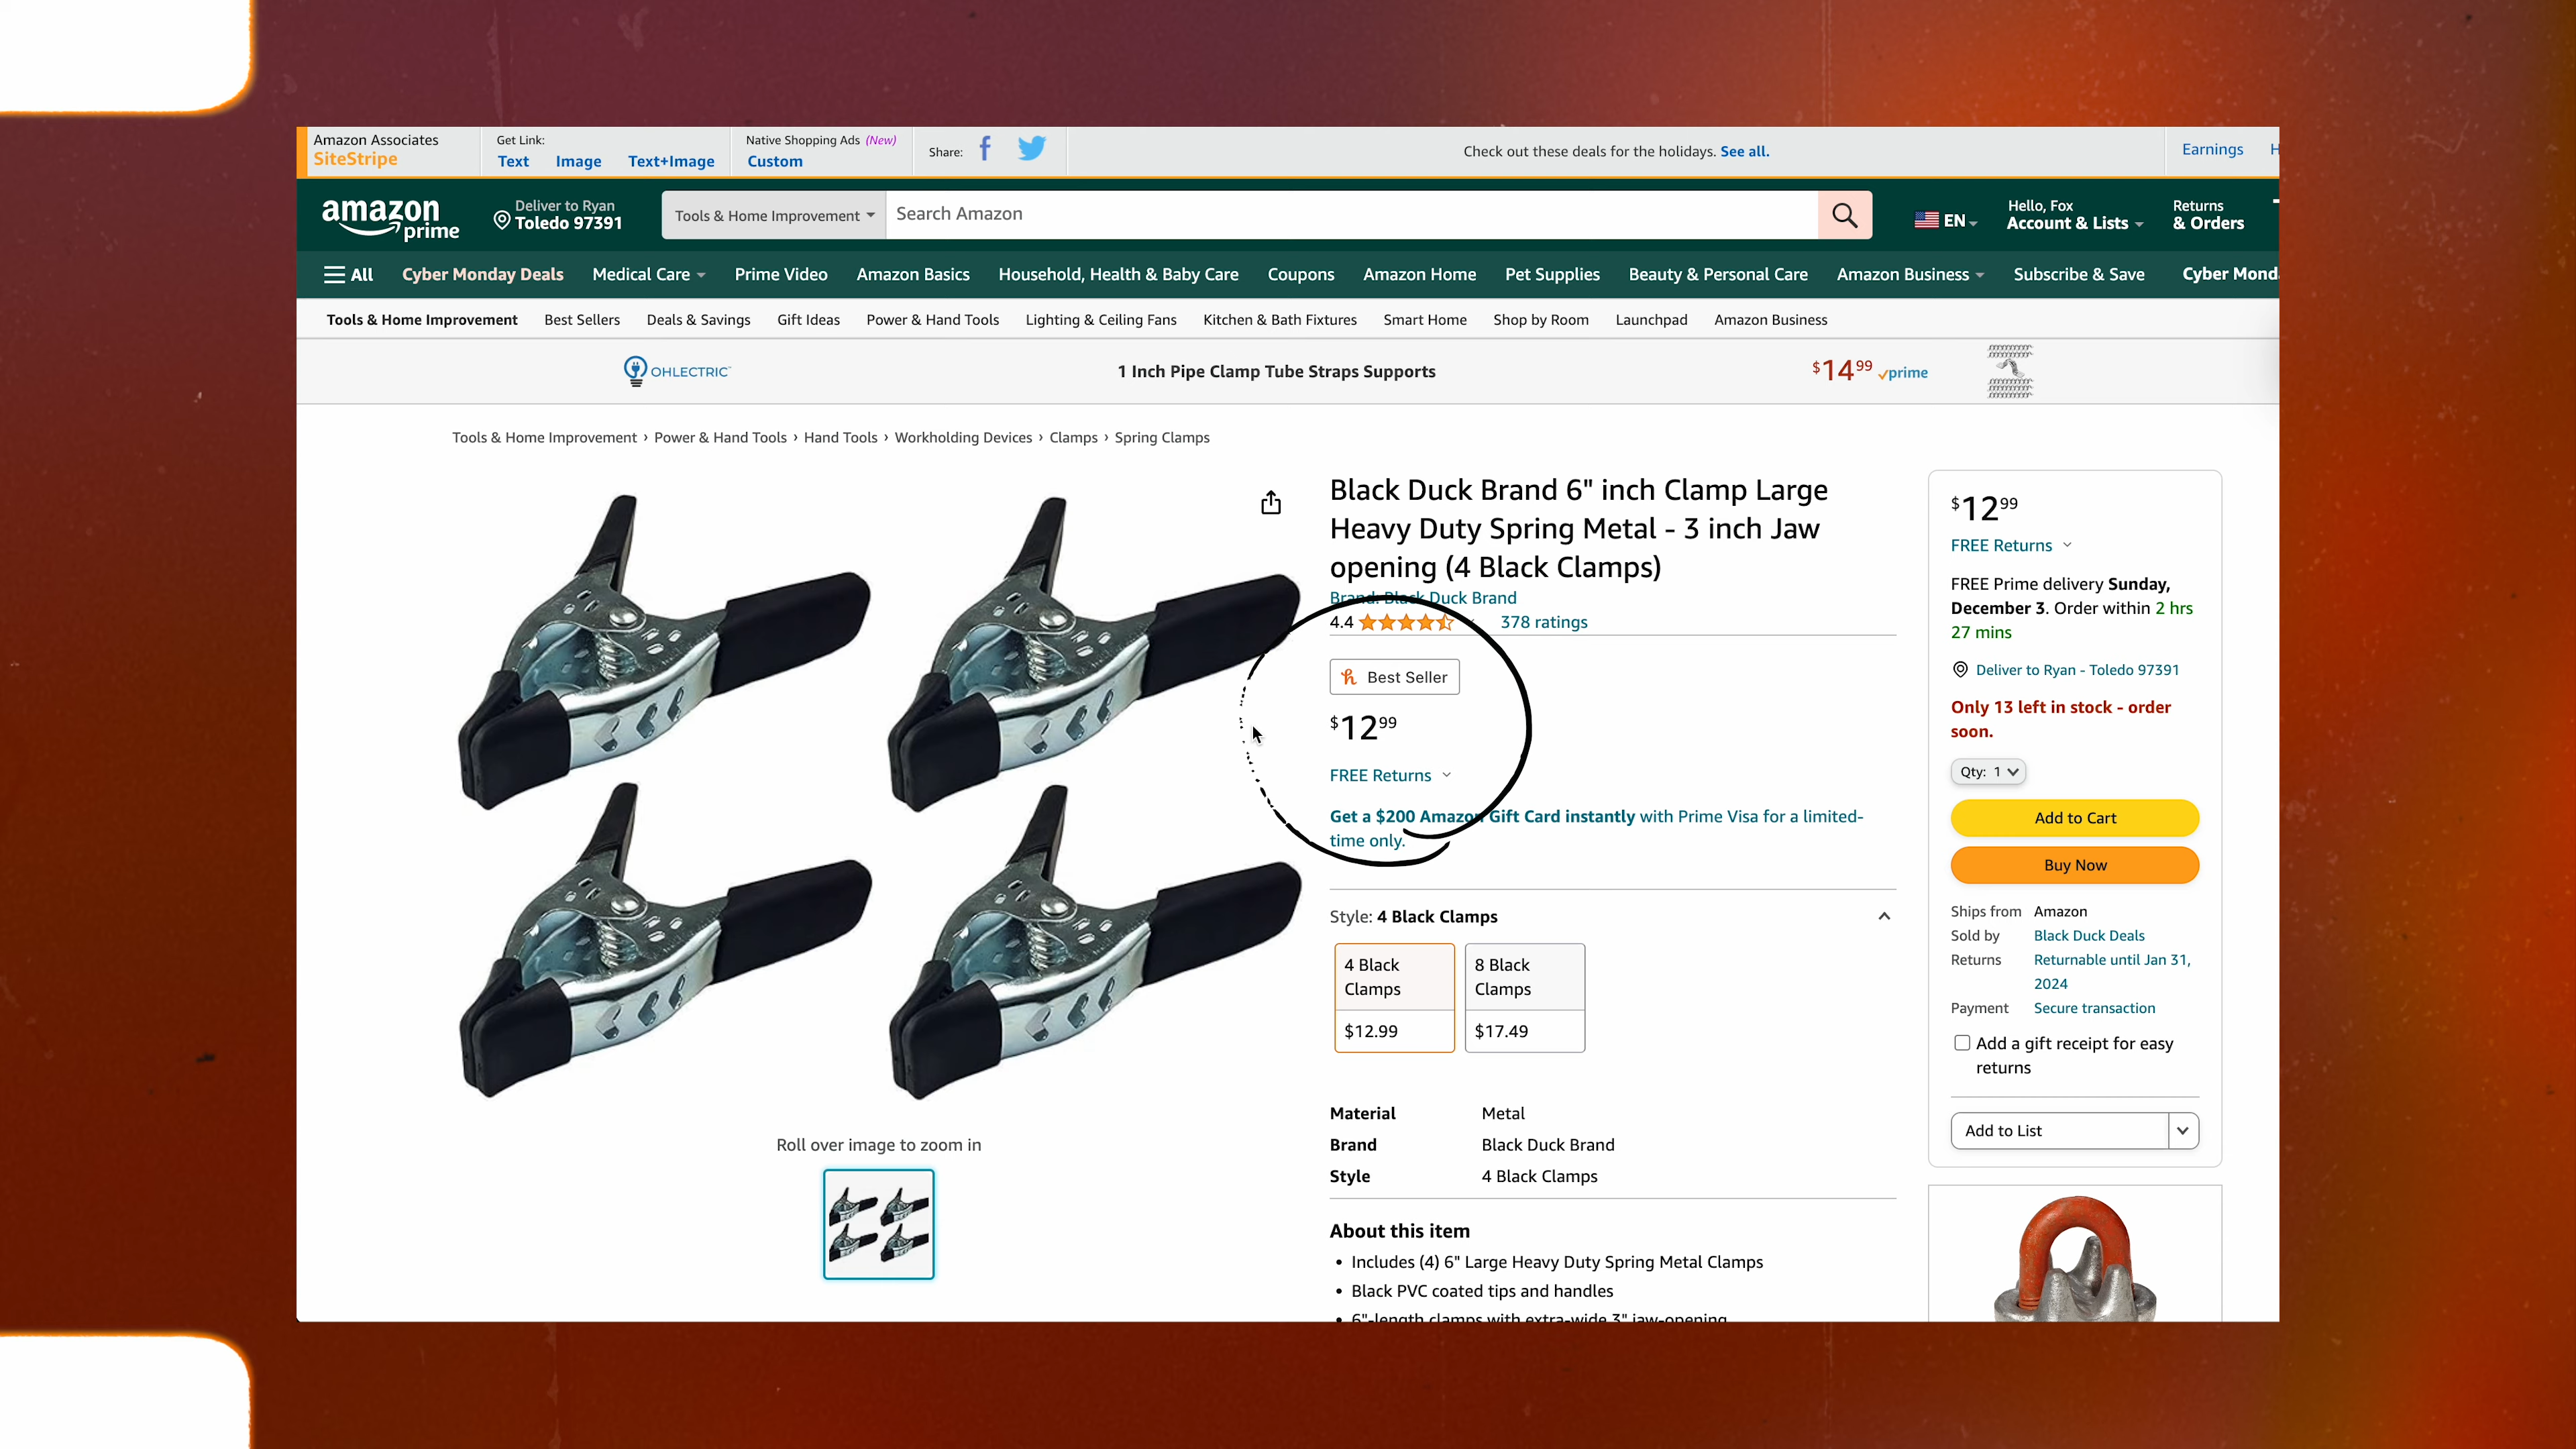 Amazon Associates
SiteStripe
Get Link:
Text Image Text+Image
Native Shopping Ads (New)
Custom
Share:
Check out these deals for the holidays. See all.
Earnings
amazon
prime
Deliver to Ryan
Toledo 97391
Tools & Home Improvement
Search Amazon
EN
Hello, Fox
Account & Lists
Returns
& Orders
All Cyber Monday Deals Medical Care Prime Video Amazon Basics Household, Health & Baby Care Coupons Amazon Home Pet Supplies Beauty & Personal Care Amazon Business Subscribe & Save Cyber Mond
Tools & Home Improvement Best Sellers Deals & Savings Gift Ideas Power & Hand Tools Lighting & Ceiling Fans Kitchen & Bath Fixtures Smart Home Shop by Room Launchpad Amazon Business
OHLECTRIC
1 Inch Pipe Clamp Tube Straps Supports
$14 99 prime
Tools & Home Improvement › Power & Hand Tools › Hand Tools › Workholding Devices › Clamps › Spring Clamps
Black Duck Brand 6" inch Clamp Large
Heavy Duty Spring Metal - 3 inch Jaw
opening (4 Black Clamps)
Brand: Black Duck Brand
4.4 378 ratings
h Best Seller
$12 99
FREE Returns
Get a $200 Amazon Gift Card instantly with Prime Visa for a limited-
time only.
Style: 4 Black Clamps
4 Black
Clamps
$12.99
8 Black
Clamps
$17.49
Material Metal
Brand Black Duck Brand
Style 4 Black Clamps
About this item
• Includes (4) 6" Large Heavy Duty Spring Metal Clamps
• Black PVC coated tips and handles
• 6"-length clamps with extra-wide 3" jaw-opening
Roll over image to zoom in
$12 99
FREE Returns
FREE Prime delivery Sunday,
December 3. Order within 2 hrs
27 mins
Deliver to Ryan - Toledo 97391
Only 13 left in stock - order
soon.
Qty: 1
Add to Cart
Buy Now
Ships from Amazon
Sold by Black Duck Deals
Returns Returnable until Jan 31,
2024
Payment Secure transaction
Add a gift receipt for easy
returns
Add to List